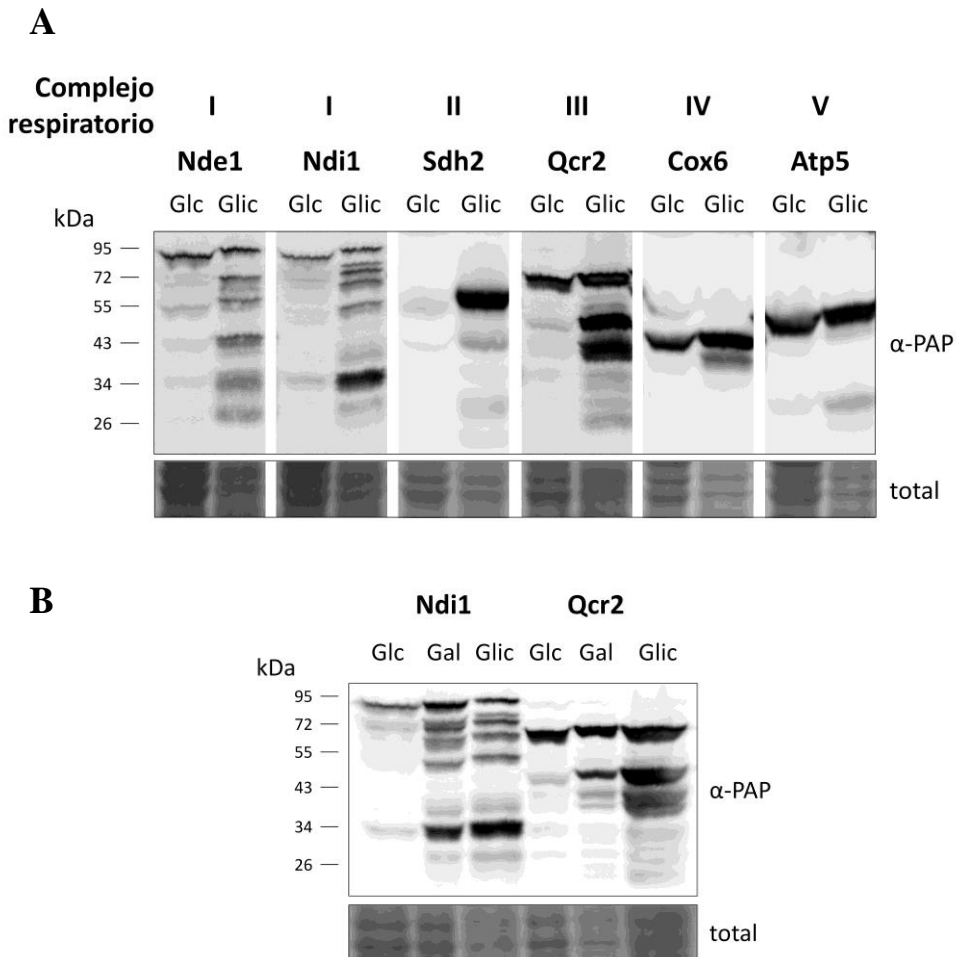 A
Complejo
respiratorio I I II III IV V
Nde1 Ndi1 Sdh2 Qcr2 Cox6 Atp5
kDa Glc Glic Glc Glic Glc Glic Glc Glic Glc Glic Glc Glic
95
72
55
43
34
26
α-PAP
total
B
Ndi1 Qcr2
kDa Glc Gal Glic Glc Gal Glic
95
72
55
43
34
26
α-PAP
total